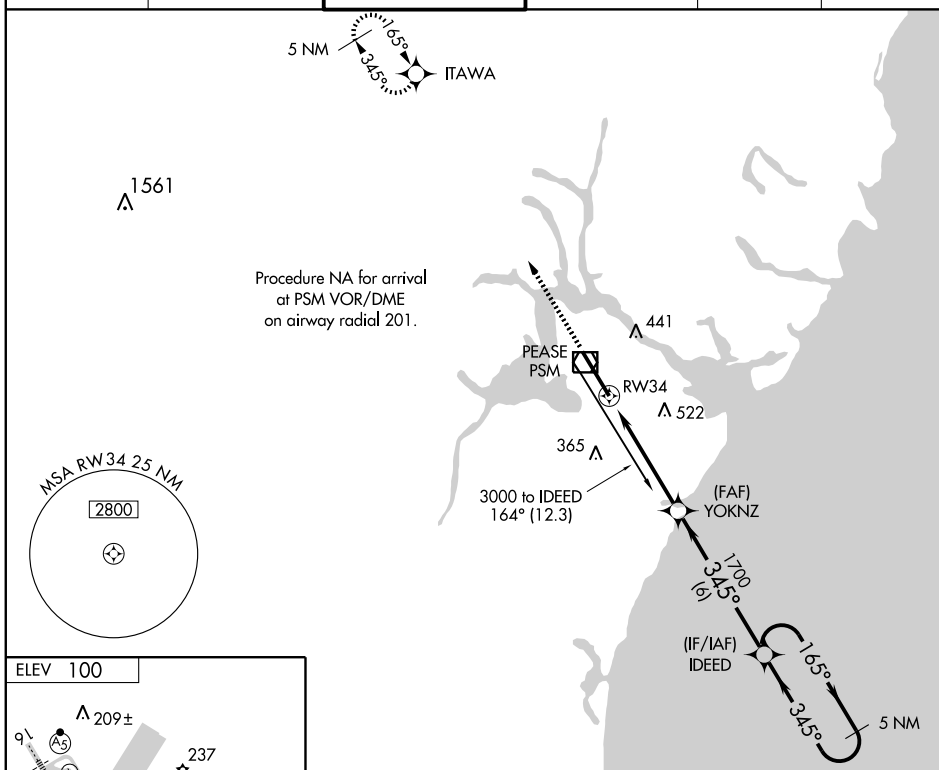 165°
5 NM
345°
ITAWA
1561
Procedure NA for arrival
at PSM VOR/DME
on airway radial 201.
441
PEASE
PSM
RW34
522
365
3000 to IDEED
164° (12.3)
(FAF)
YOKNZ
MSA RW34 25 NM
2800
1700
345°
(6)
(IF/IAF)
IDEED
165°
345°
5 NM
ELEV 100
209±
16
A5
237